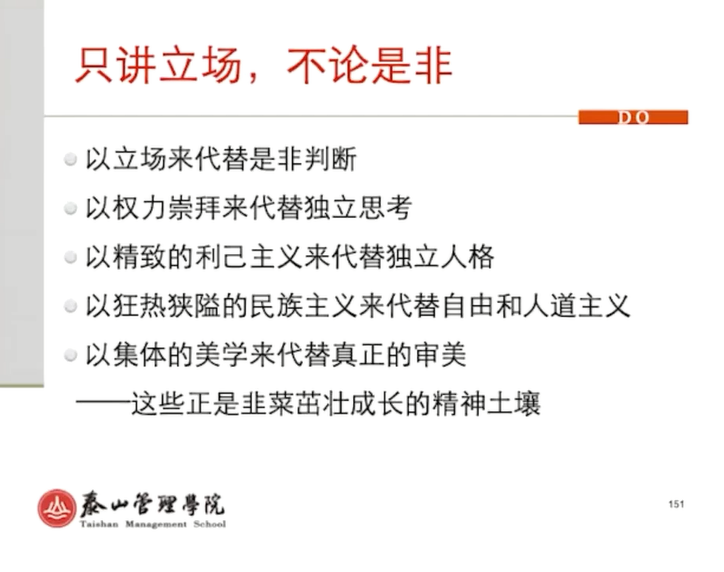 只讲立场，不论是非
DO
以立场来代替是非判断
以权力崇拜来代替独立思考
以精致的利己主义来代替独立人格
以狂热狭隘的民族主义来代替自由和人道主义
以集体的美学来代替真正的审美
——这些正是韭菜茁壮成长的精神土壤
泰山管理學院
Taishan Management School
151